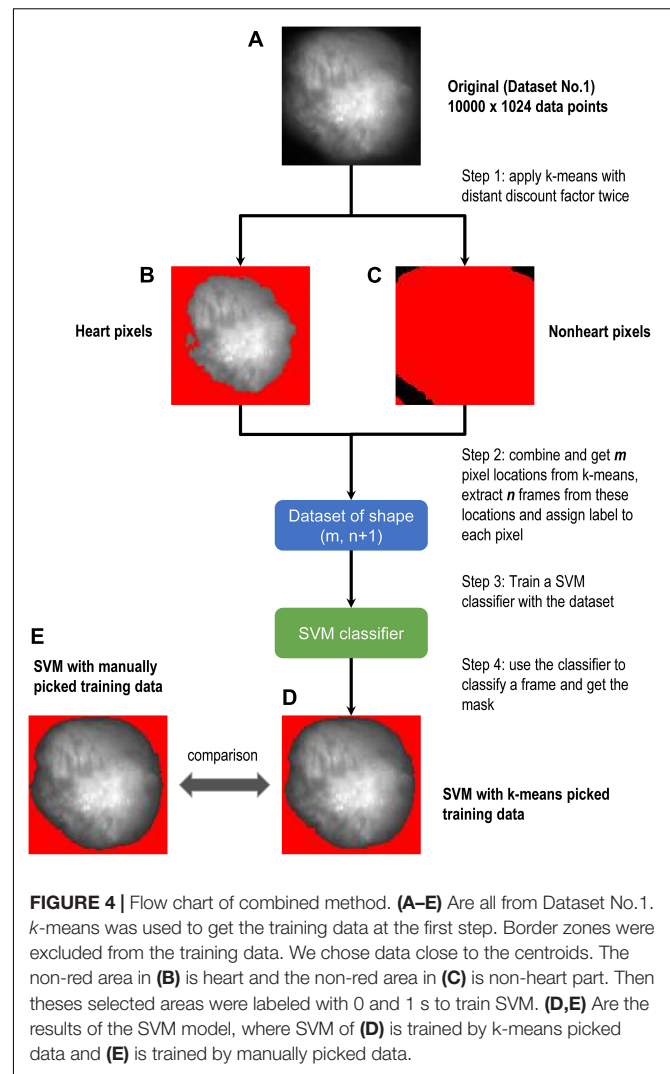 A
Original (Dataset No.1)
10000 x 1024 data points
Step 1: apply k-means with
distant discount factor twice
B
C
Heart pixels
Nonheart pixels
Step 2: combine and get m
pixel locations from k-means,
extract n frames from these
locations and assign label to
each pixel
Dataset of shape
(m, n+1)
Step 3: Train a SVM
classifier with the dataset
SVM classifier
E
SVM with manually
picked training data
Step 4: use the classifier to
classify a frame and get the
mask
D
comparison
SVM with k-means picked
training data
FIGURE 4 | Flow chart of combined method. (A–E) Are all from Dataset No.1.
k-means was used to get the training data at the first step. Border zones were
excluded from the training data. We chose data close to the centroids. The
non-red area in (B) is heart and the non-red area in (C) is non-heart part. Then
theses selected areas were labeled with 0 and 1 s to train SVM. (D,E) Are the
results of the SVM model, where SVM of (D) is trained by k-means picked
data and (E) is trained by manually picked data.